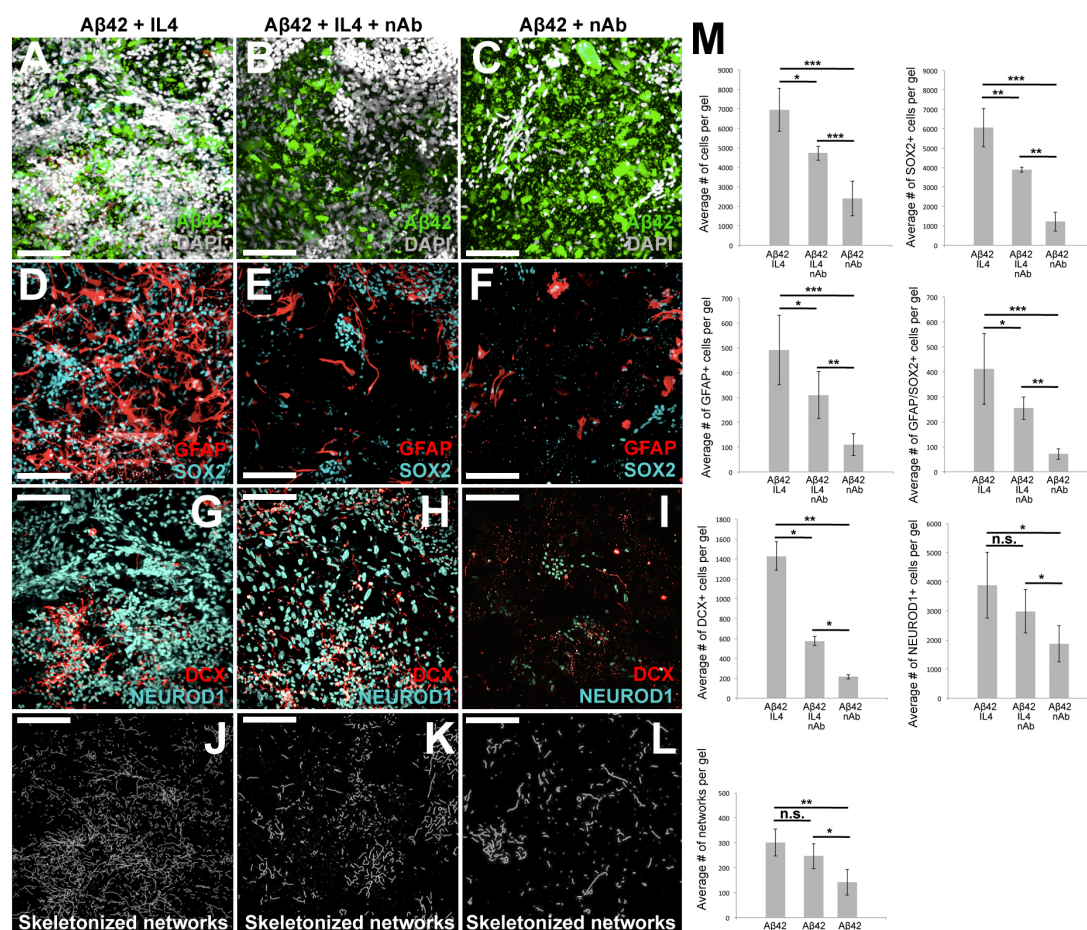 Aβ42 + IL4
Aβ42 + IL4 + nAb
Aβ42 + nAb
A
Aβ42
DAPI
B
Aβ42
DAPI
C
Aβ42
DAPI
D
GFAP
SOX2
E
GFAP
SOX2
F
GFAP
SOX2
G
DCX
NEUROD1
H
DCX
NEUROD1
I
DCX
NEUROD1
J
Skeletonized networks
K
Skeletonized networks
L
Skeletonized networks
M
Average # of cells per gel
9000
8000
7000
6000
5000
4000
3000
2000
1000
0
***
*
***
Aβ42 Aβ42 Aβ42
IL4 IL4 nAb
nAb
Average # of SOX2+ cells per gel
9000
8000
7000
6000
5000
4000
3000
2000
1000
0
***
**
**
Aβ42 Aβ42 Aβ42
IL4 IL4 nAb
nAb
Average # of GFAP+ cells per gel
700
600
500
400
300
200
100
0
***
*
**
Aβ42 Aβ42 Aβ42
IL4 IL4 nAb
nAb
Average # of GFAP/SOX2+ cells per gel
700
600
500
400
300
200
100
0
***
*
**
Aβ42 Aβ42 Aβ42
IL4 IL4 nAb
nAb
Average # of DCX+ cells per gel
1800
1600
1400
1200
1000
800
600
400
200
0
**
*
*
Aβ42 Aβ42 Aβ42
IL4 IL4 nAb
nAb
Average # of NEUROD1+ cells per gel
6000
5000
4000
3000
2000
1000
0
*
n.s.
*
Aβ42 Aβ42 Aβ42
IL4 IL4 nAb
nAb
Average # of networks per gel
500
400
300
200
100
0
**
n.s.
*
Aβ42 Aβ42 Aβ42